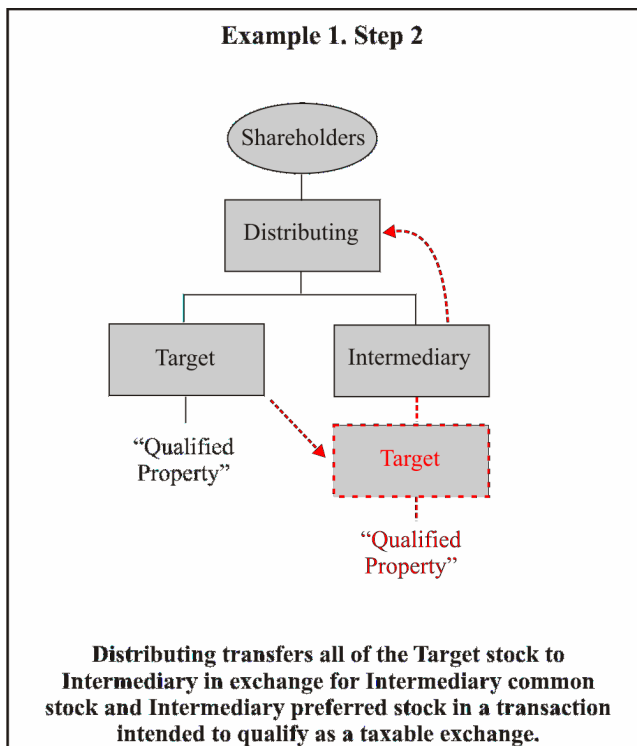 Example 1. Step 2
Shareholders
Distributing
Target
Intermediary
“Qualified
Property”
Target
“Qualified
Property”
Distributing transfers all of the Target stock to
Intermediary in exchange for Intermediary common
stock and Intermediary preferred stock in a transaction
intended to qualify as a taxable exchange.